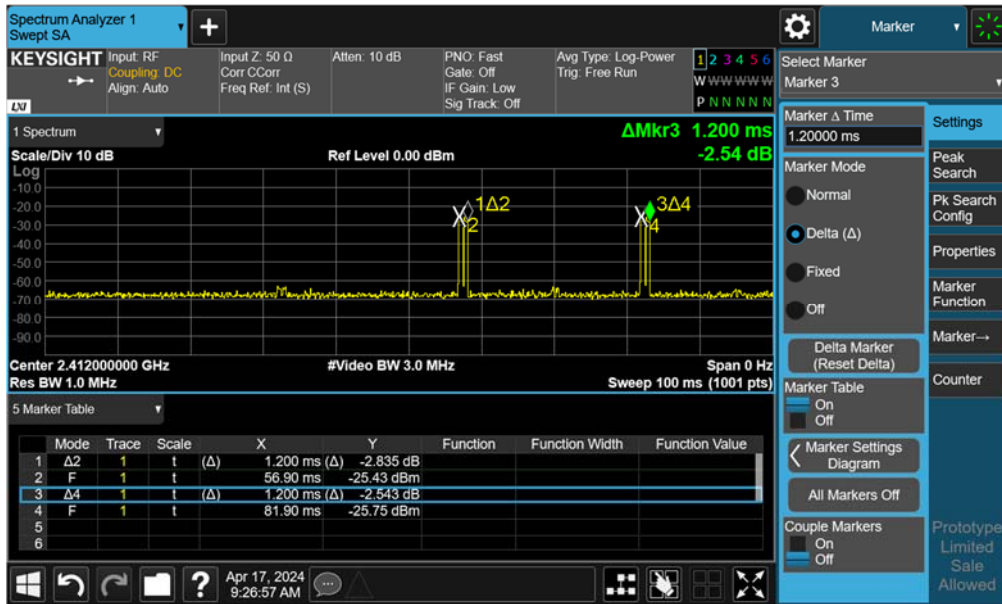 Spectrum Analyzer 1
Swept SA
+
Marker
KEYSIGHT
LXI
Input: RF
Coupling: DC
Align: Auto
Input Z: 50 Ω
Corr CCorr
Freq Ref: Int (S)
Atten: 10 dB
PNO: Fast
Gate: Off
IF Gain: Low
Sig Track: Off
Avg Type: Log-Power
Trig: Free Run
1 2 3 4 5 6
W W W W W W
P N N N N N
Select Marker
Marker 3
1 Spectrum
ΔMkr3 1.200 ms
Scale/Div 10 dB
Ref Level 0.00 dBm
-2.54 dB
Log
-10.0
-20.0
-30.0
-40.0
-50.0
-60.0
-70.0
-80.0
-90.0
1Δ2
2
3Δ4
4
Center 2.412000000 GHz
#Video BW 3.0 MHz
Span 0 Hz
Res BW 1.0 MHz
Sweep 100 ms (1001 pts)
5 Marker Table
Mode Trace Scale X Y Function Function Width Function Value
1 Δ2 1 t (Δ) 1.200 ms (Δ) -2.835 dB
2 F 1 t 56.90 ms -25.43 dBm
3 Δ4 1 t (Δ) 1.200 ms (Δ) -2.543 dB
4 F 1 t 81.90 ms -25.75 dBm
5
6
Marker Δ Time
1.20000 ms
Marker Mode
Normal
Delta (Δ)
Fixed
Off
Delta Marker
(Reset Delta)
Marker Table
On
Off
Marker Settings
Diagram
All Markers Off
Couple Markers
On
Off
Settings
Peak
Search
Pk Search
Config
Properties
Marker
Function
Marker→
Counter
Prototype
Limited
Sale
Allowed
?
Apr 17, 2024
9:26:57 AM